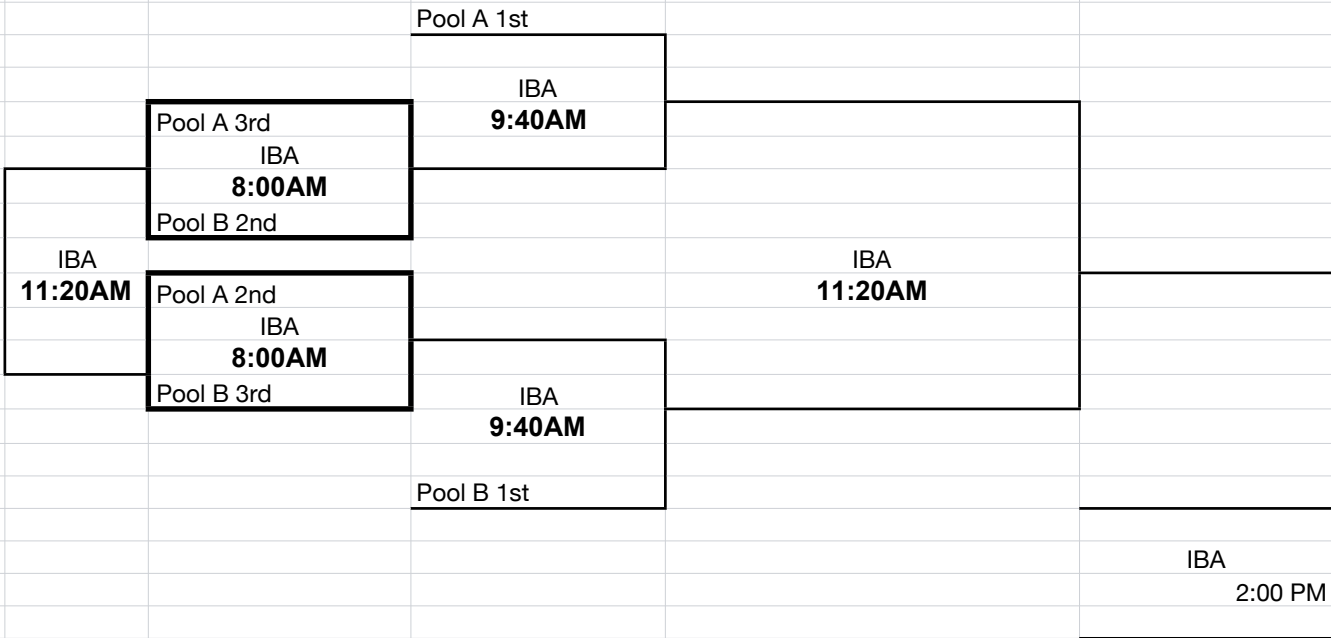 Pool A 1st
IBA
9:40AM
Pool A 3rd
IBA
8:00AM
Pool B 2nd
IBA
11:20AM
Pool A 2nd
IBA
8:00AM
Pool B 3rd
IBA
11:20AM
IBA
9:40AM
Pool B 1st
IBA
2:00 PM